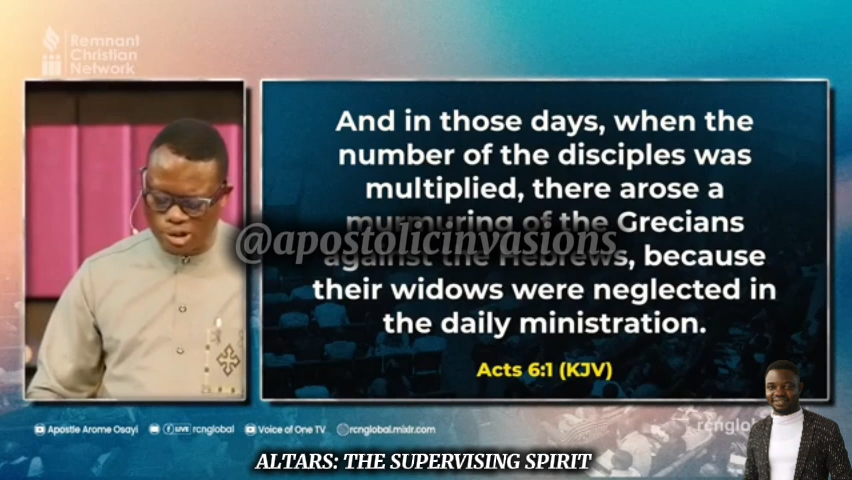 Remnant
Christian
Network
And in those days, when the
number of the disciples was
multiplied, there arose a
murmuring of the Grecians
@apostolicinvasions
against the Hebrews, because
their widows were neglected in
the daily ministration.
Acts 6:1 (KJV)
Apostle Arome Osayi
LIVE rcnglobal
Voice of One TV
rcnglobal.mixlr.com
rcnglob
ALTARS: THE SUPERVISING SPIRIT